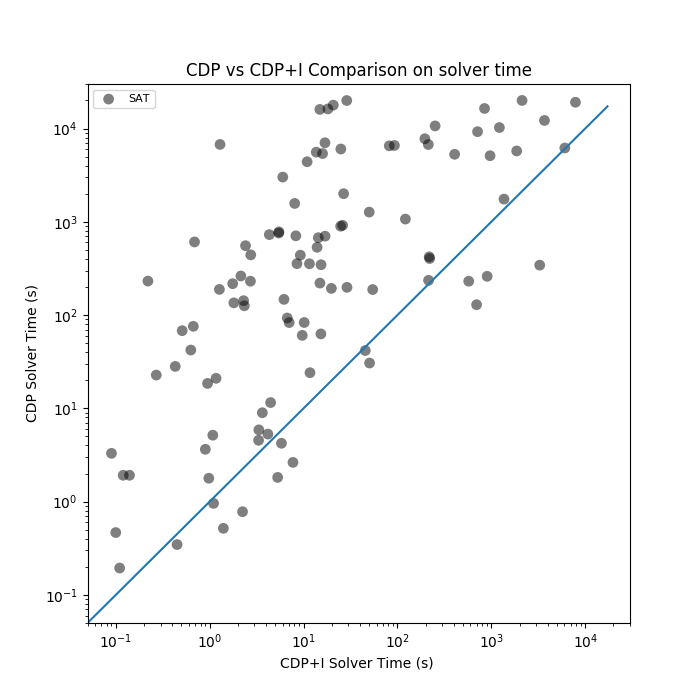 CDP vs CDP+I Comparison on solver time
SAT
10⁴
10³
10²
10¹
10⁰
10⁻¹
CDP Solver Time (s)
10⁻¹ 10⁰ 10¹ 10² 10³ 10⁴
CDP+I Solver Time (s)